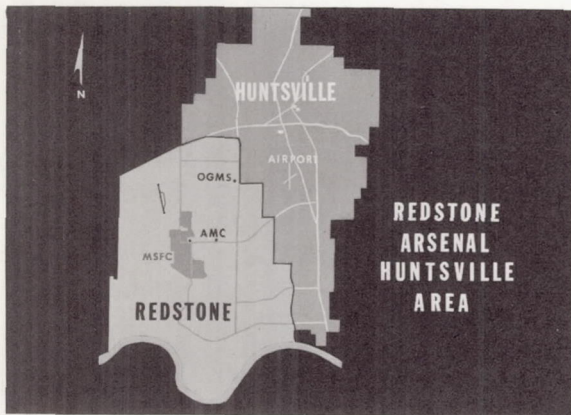 N
HUNTSVILLE
AIRPORT
OGMS
AMC
MSFC
REDSTONE
REDSTONE
ARSENAL
HUNTSVILLE
AREA